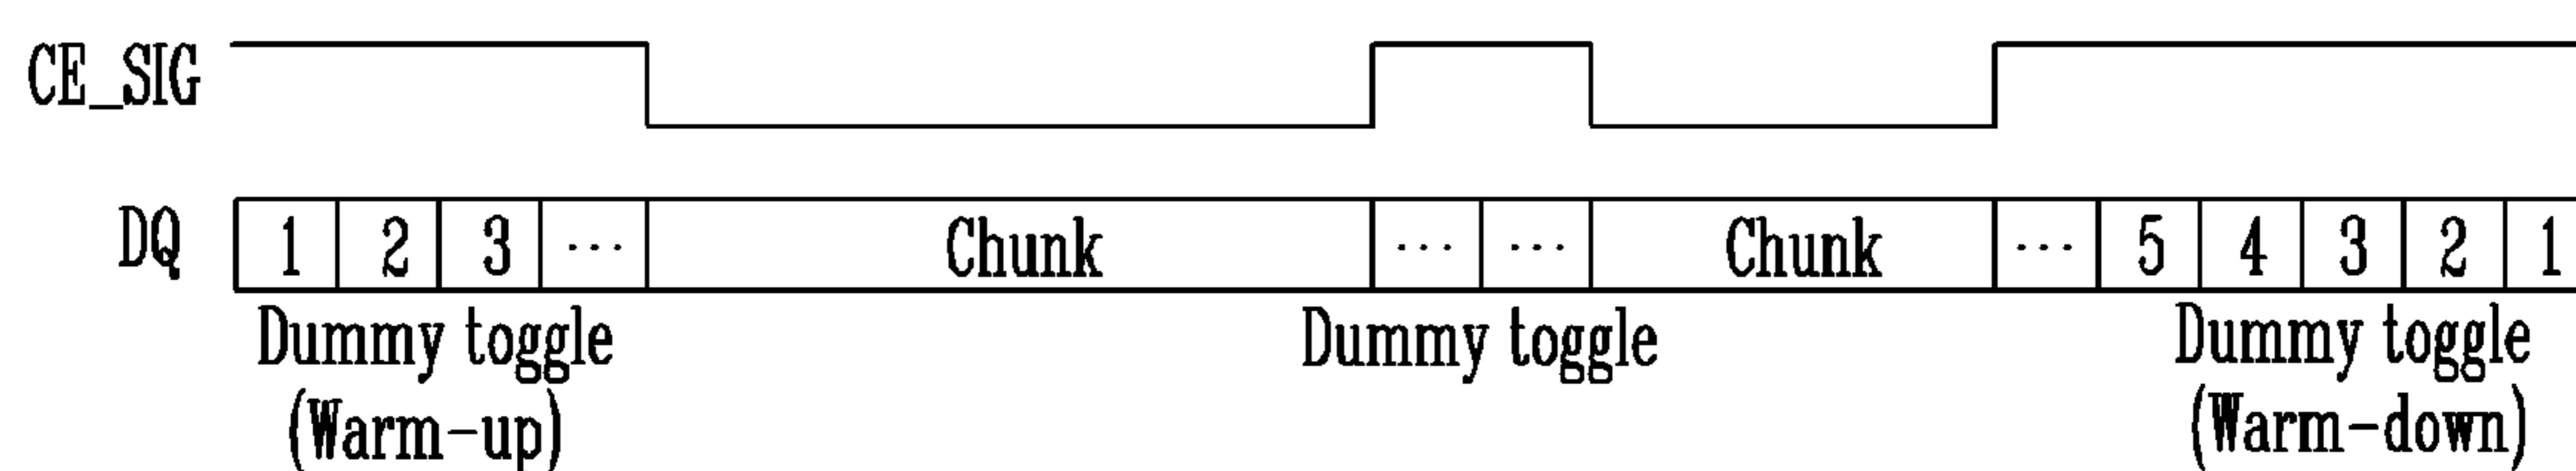 CE_SIG
DQ 1 2 3 ··· Chunk ··· ··· Chunk ··· 5 4 3 2 1
Dummy toggle Dummy toggle Dummy toggle
(Warm-up) (Warm-down)